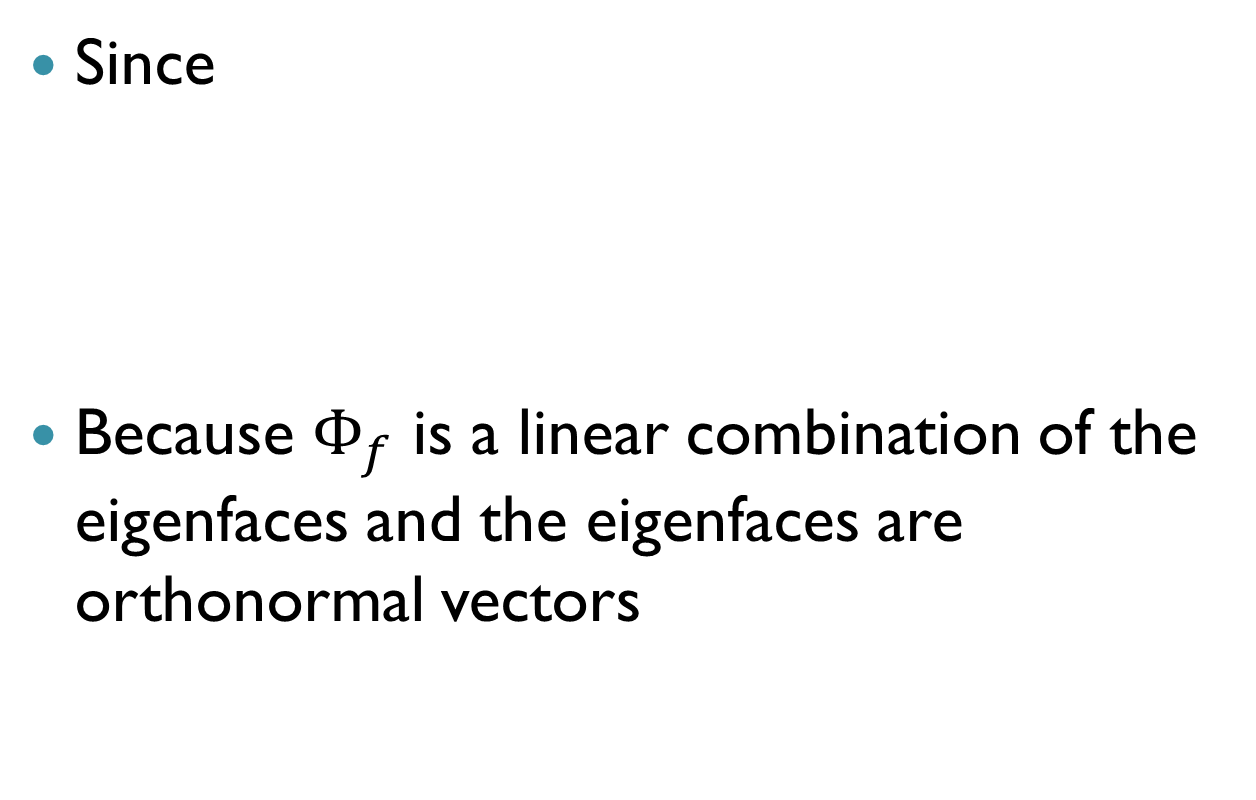 • Since
• Because Φ_f is a linear combination of the
eigenfaces and the eigenfaces are
orthonormal vectors